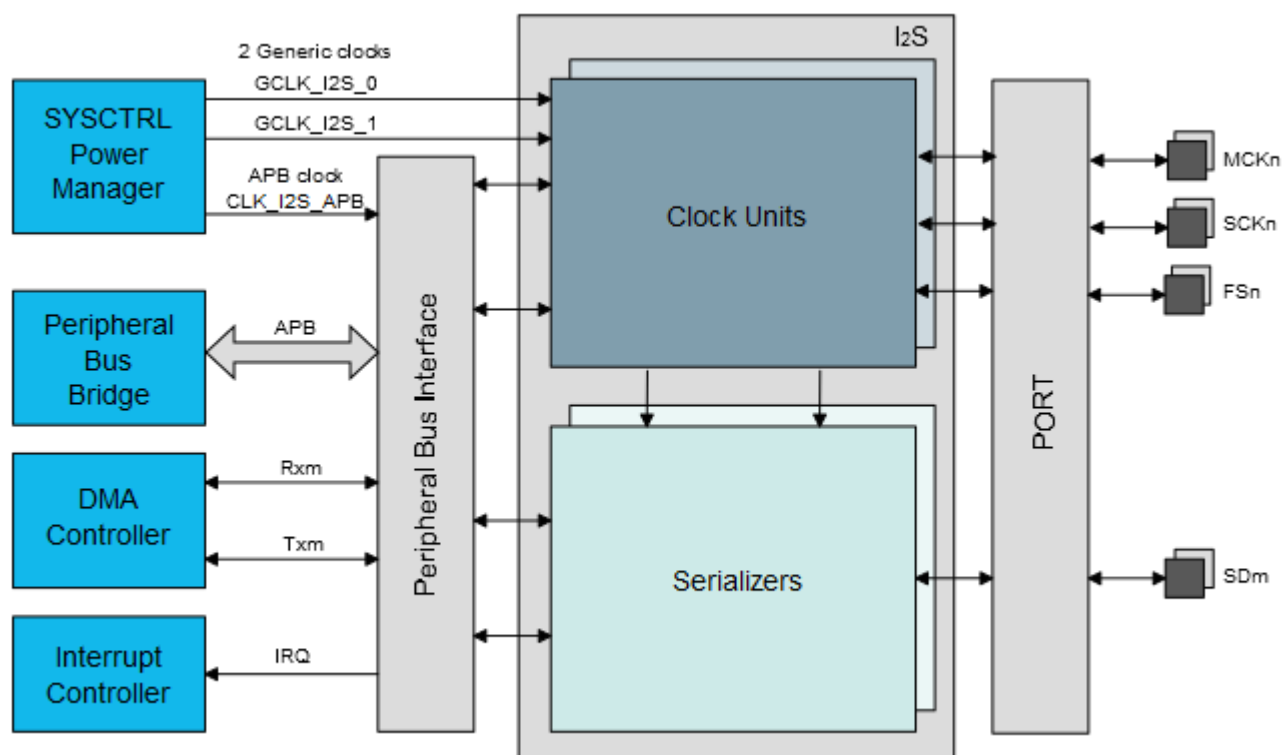 I2S
2 Generic clocks
GCLK_I2S_0
GCLK_I2S_1
SYSCTRL
Power
Manager
APB clock
CLK_I2S_APB
Clock Units
MCKn
SCKn
FSn
Peripheral
Bus
Bridge
APB
Peripheral Bus Interface
PORT
DMA
Controller
Rxm
Txm
Serializers
SDm
Interrupt
Controller
IRQ